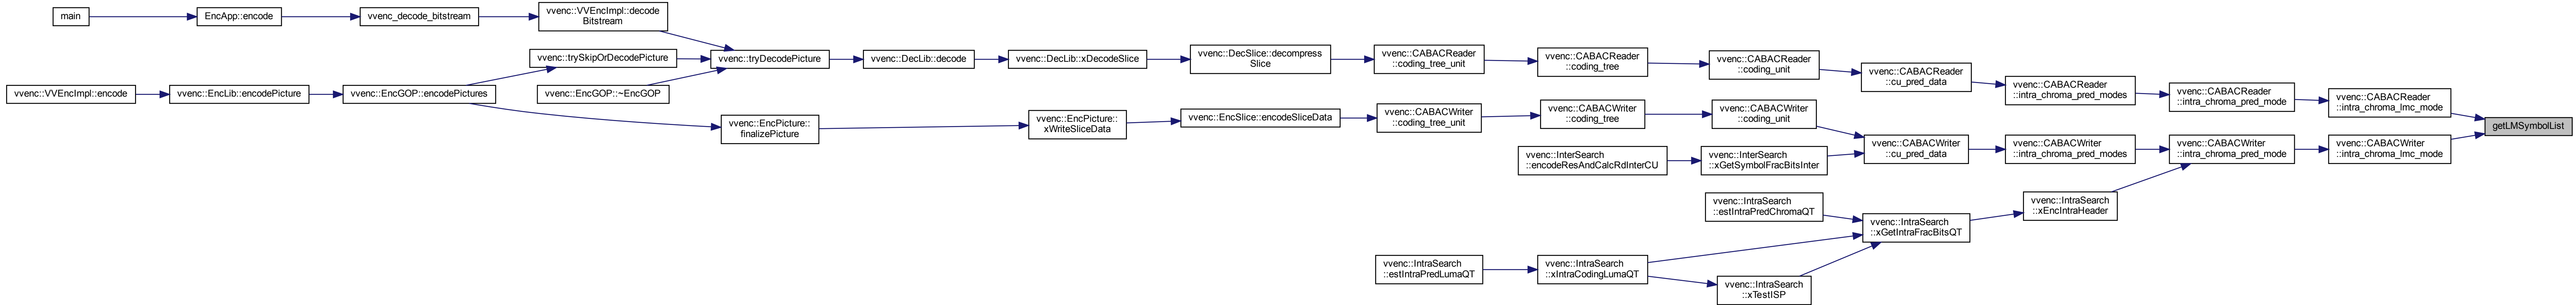 main
EncApp::encode
vvenc_decode_bitstream
vvenc::VVEncImpl::decode
Bitstream
vvenc::trySkipOrDecodePicture
vvenc::tryDecodePicture
vvenc::DecLib::decode
vvenc::DecLib::xDecodeSlice
vvenc::DecSlice::decompress
Slice
vvenc::CABACReader
::coding_tree_unit
vvenc::CABACReader
::coding_tree
vvenc::CABACReader
::coding_unit
vvenc::CABACReader
::cu_pred_data
vvenc::CABACReader
::intra_chroma_pred_modes
vvenc::CABACReader
::intra_chroma_pred_mode
vvenc::CABACReader
::intra_chroma_lmc_mode
getLMSymbolList
vvenc::VVEncImpl::encode
vvenc::EncLib::encodePicture
vvenc::EncGOP::encodePictures
vvenc::EncGOP::~EncGOP
vvenc::EncPicture::
finalizePicture
vvenc::EncPicture::
xWriteSliceData
vvenc::EncSlice::encodeSliceData
vvenc::CABACWriter
::coding_tree_unit
vvenc::CABACWriter
::coding_tree
vvenc::CABACWriter
::coding_unit
vvenc::CABACWriter
::cu_pred_data
vvenc::CABACWriter
::intra_chroma_pred_modes
vvenc::CABACWriter
::intra_chroma_pred_mode
vvenc::CABACWriter
::intra_chroma_lmc_mode
vvenc::InterSearch
::encodeResAndCalcRdInterCU
vvenc::InterSearch
::xGetSymbolFracBitsInter
vvenc::IntraSearch
::estIntraPredChromaQT
vvenc::IntraSearch
::xGetIntraFracBitsQT
vvenc::IntraSearch
::xEncIntraHeader
vvenc::IntraSearch
::estIntraPredLumaQT
vvenc::IntraSearch
::xIntraCodingLumaQT
vvenc::IntraSearch
::xTestISP